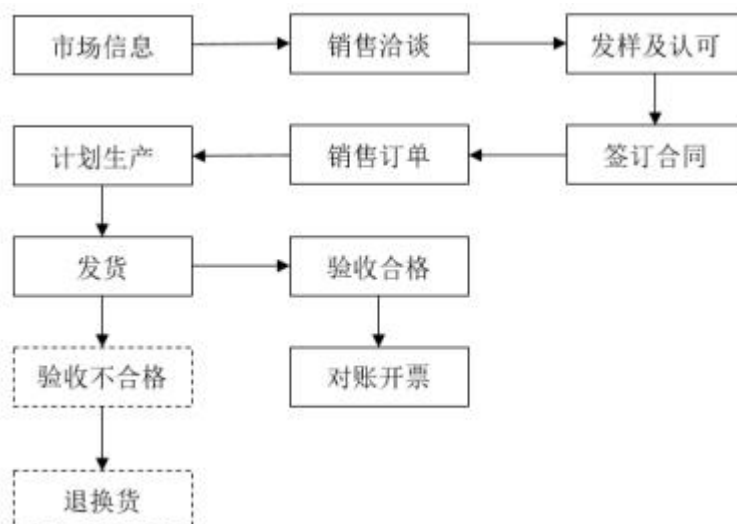 市场信息
销售洽谈
发样及认可
计划生产
销售订单
签订合同
发货
验收合格
验收不合格
对账开票
退换货